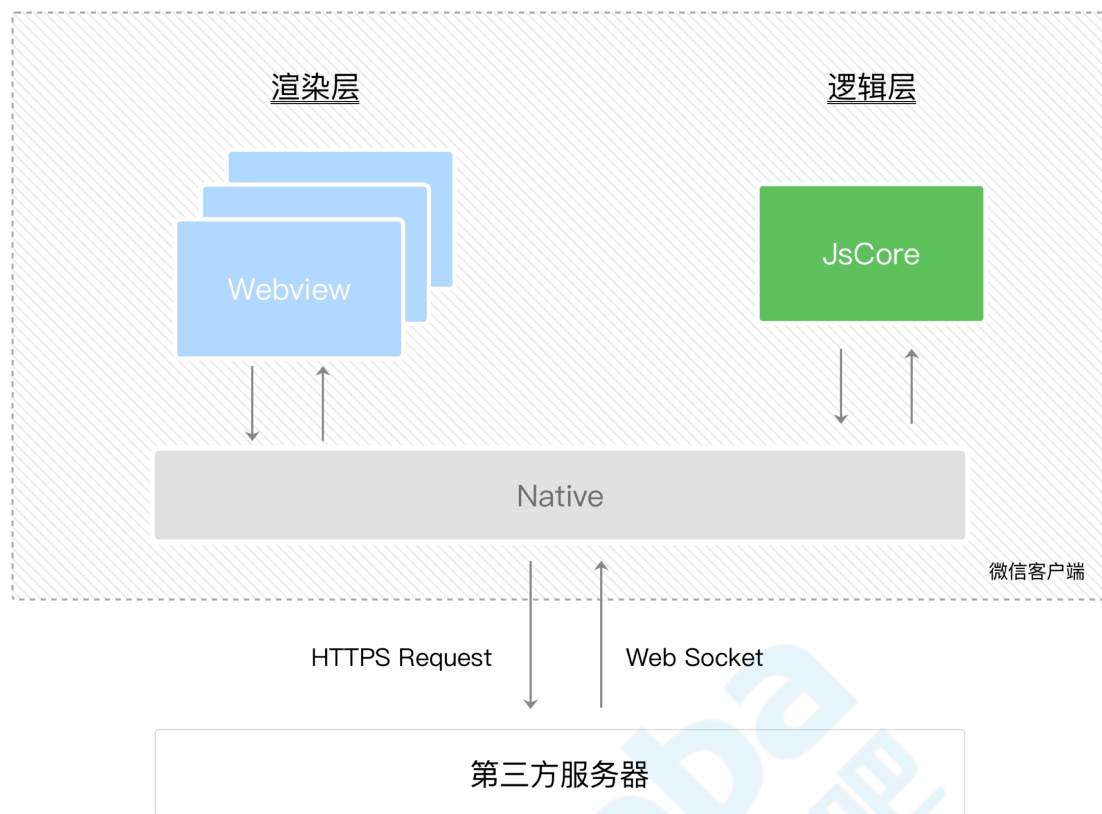 渲染层
逻辑层
Webview
JsCore
Native
微信客户端
HTTPS Request
Web Socket
第三方服务器